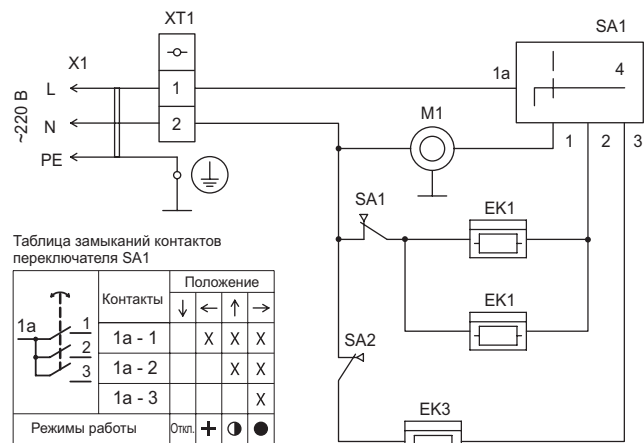 XT1
SA1
X1
~220 В
L
N
PE
1
2
1a
4
M1
1
2
3
SA1
EK1
EK1
SA2
EK3
Таблица замыканий контактов
переключателя SA1
Контакты
Положение
↓ ← ↑ →
1a
1
2
3
1a - 1 X X X
1a - 2 X X
1a - 3 X
Режимы работы Откл.